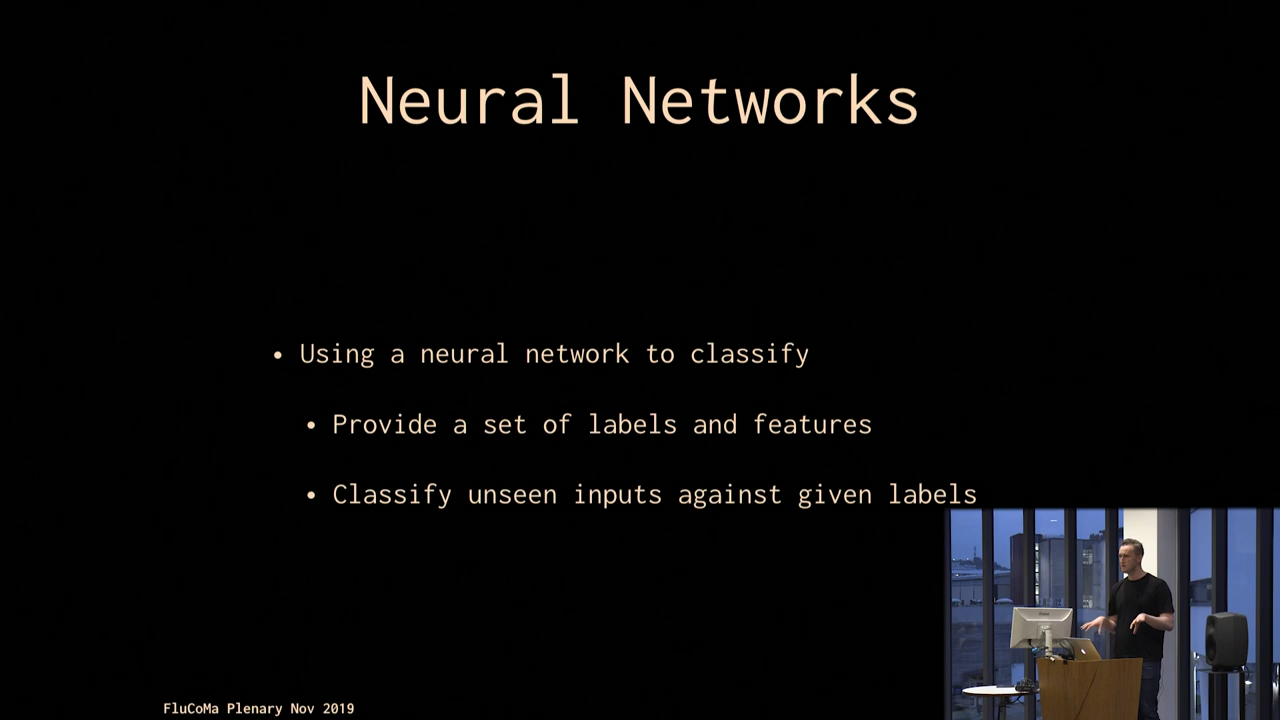 Neural Networks
• Using a neural network to classify
• Provide a set of labels and features
• Classify unseen inputs against given labels
FluCoMa Plenary Nov 2019